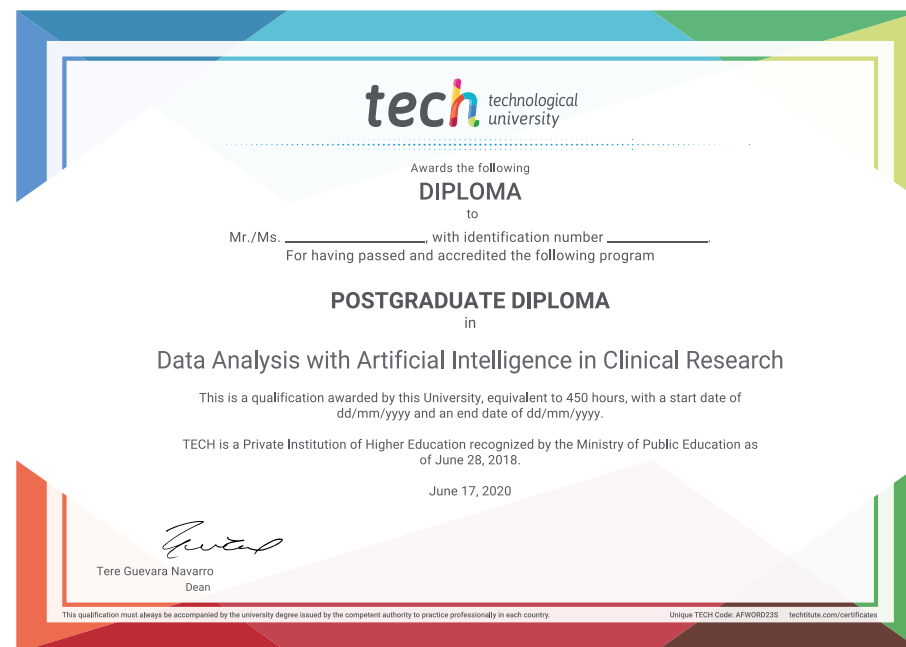 tech technological
university
Awards the following
DIPLOMA
to
Mr./Ms. ____________________, with identification number ______________.
For having passed and accredited the following program
POSTGRADUATE DIPLOMA
in
Data Analysis with Artificial Intelligence in Clinical Research
This is a qualification awarded by this University, equivalent to 450 hours, with a start date of
dd/mm/yyyy and an end date of dd/mm/yyyy.
TECH is a Private Institution of Higher Education recognized by the Ministry of Public Education as
of June 28, 2018.
June 17, 2020
Tere Guevara Navarro
Dean
This qualification must always be accompanied by the university degree issued by the competent authority to practice professionally in each country. Unique TECH Code: AFWORD23S techtitute.com/certificates